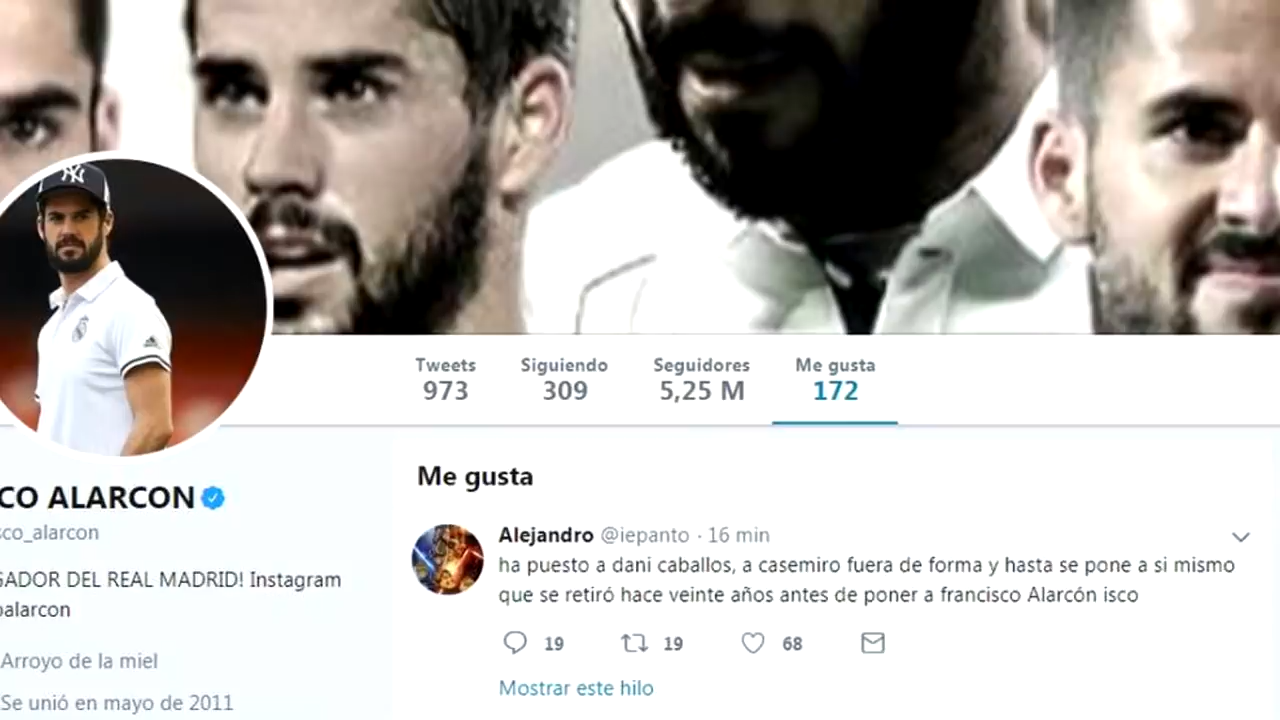 Tweets Siguiendo Seguidores Me gusta
973 309 5,25 M 172
CO ALARCON
sco_alarcon
GADOR DEL REAL MADRID! Instagram
oalarcon
Arroyo de la miel
Se unió en mayo de 2011
Me gusta
Alejandro @iepanto · 16 min
ha puesto a dani caballos, a casemiro fuera de forma y hasta se pone a si mismo
que se retiró hace veinte años antes de poner a francisco Alarcón isco
19 19 68
Mostrar este hilo